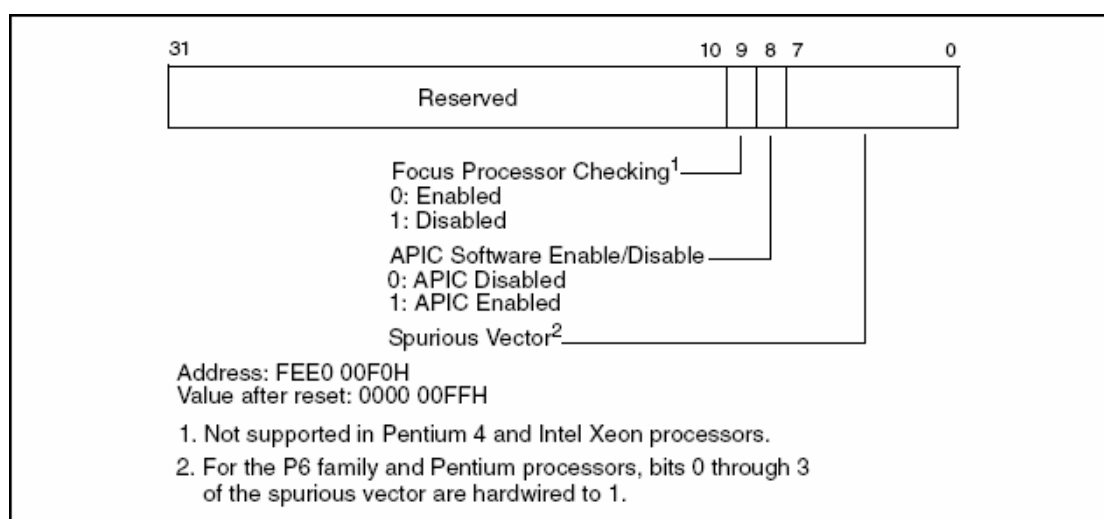 31 10 9 8 7 0
Reserved
Focus Processor Checking1
0: Enabled
1: Disabled
APIC Software Enable/Disable
0: APIC Disabled
1: APIC Enabled
Spurious Vector2
Address: FEE0 00F0H
Value after reset: 0000 00FFH
1. Not supported in Pentium 4 and Intel Xeon processors.
2. For the P6 family and Pentium processors, bits 0 through 3
of the spurious vector are hardwired to 1.